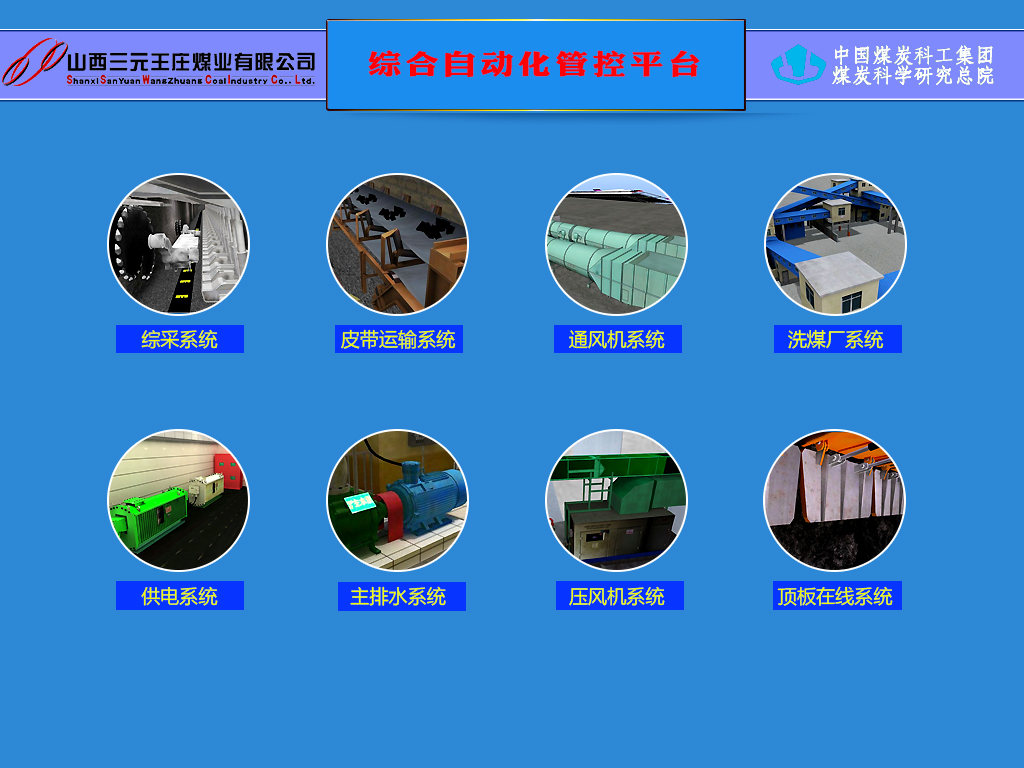 山西三元王庄煤业有限公司
ShanxiSanYuan WangZhuang CoalIndustry Co., Ltd.
综合自动化管控平台
中国煤炭科工集团
煤炭科学研究总院
综采系统
皮带运输系统
通风机系统
洗煤厂系统
供电系统
主排水系统
压风机系统
顶板在线系统